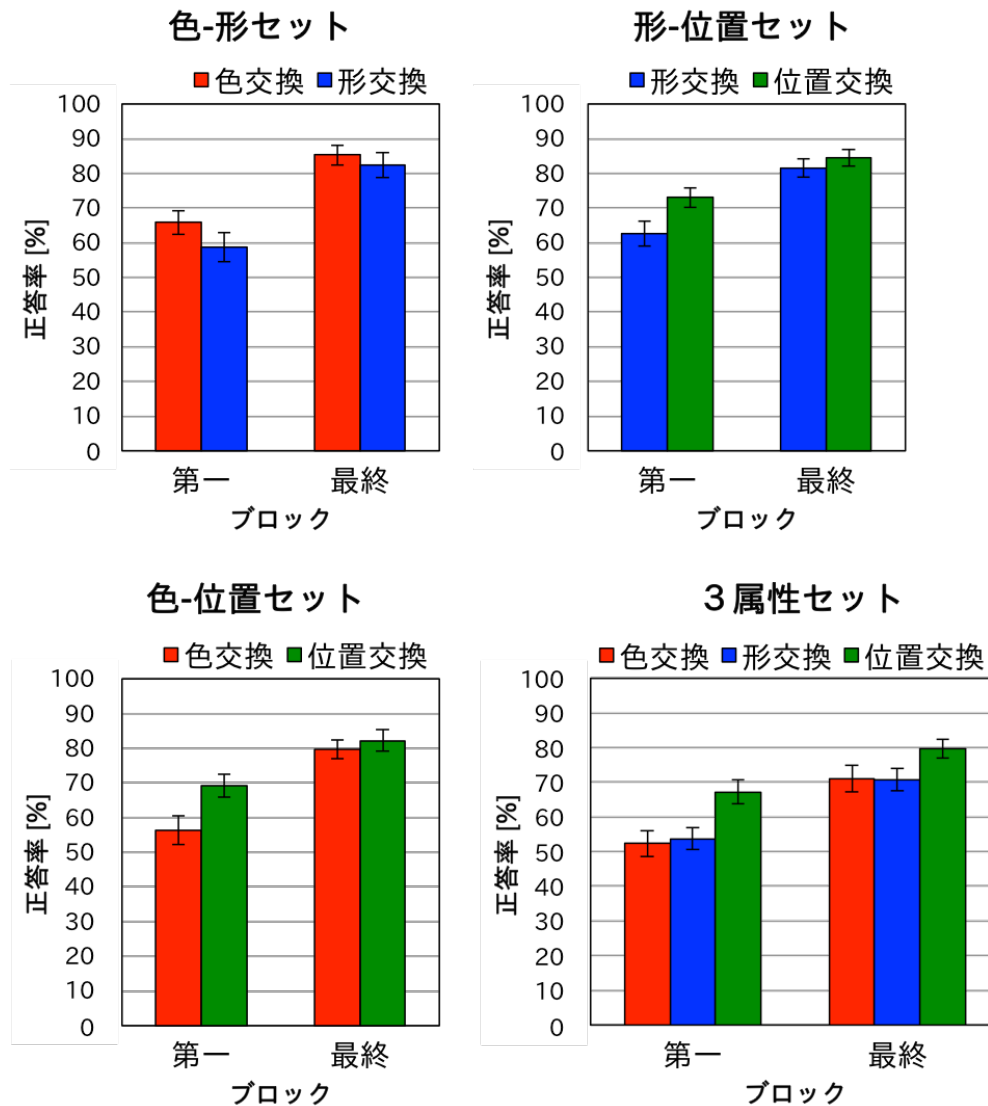 色-形セット
■色交換 ■形交換
100
90
80
70
60
50
40
30
20
10
0
正答率 [%]
第一 最終
ブロック
形-位置セット
■形交換 ■位置交換
100
90
80
70
60
50
40
30
20
10
0
正答率 [%]
第一 最終
ブロック
色-位置セット
■色交換 ■位置交換
100
90
80
70
60
50
40
30
20
10
0
正答率 [%]
第一 最終
ブロック
３属性セット
■色交換 ■形交換 ■位置交換
100
90
80
70
60
50
40
30
20
10
0
正答率 [%]
第一 最終
ブロック